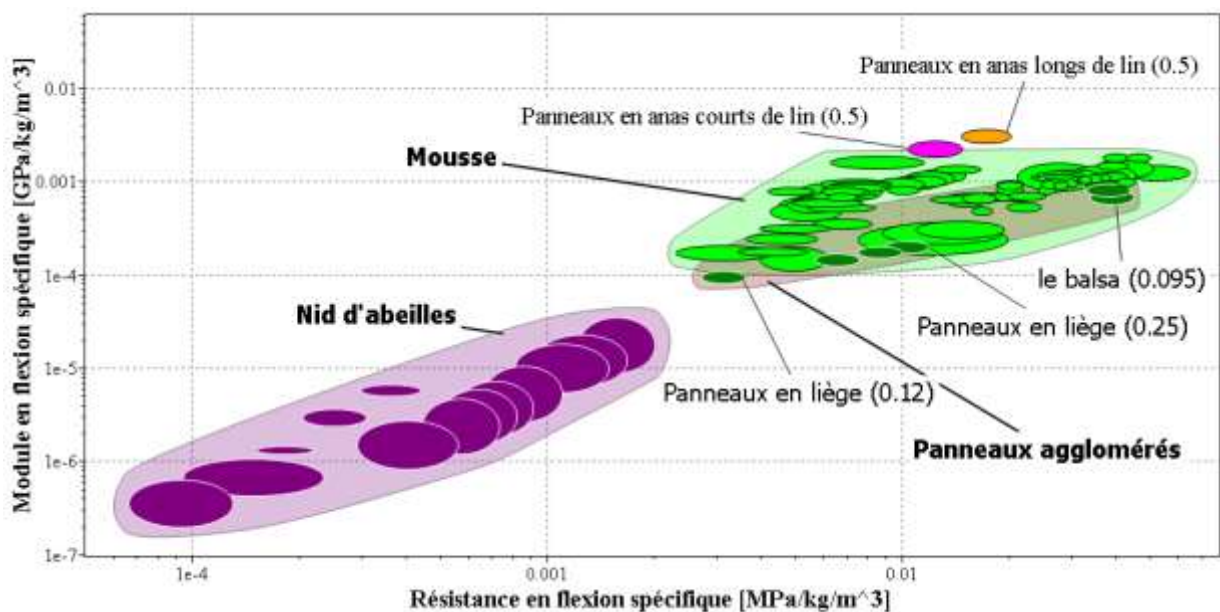 Panneaux en anas longs de lin (0.5)
0.01
Panneaux en anas courts de lin (0.5)
Mousse
0.001
1e-4
le balsa (0.095)
Nid d'abeilles
Panneaux en liège (0.25)
1e-5
Panneaux en liège (0.12)
Panneaux agglomérés
1e-6
1e-7
1e-4
0.001
0.01
Module en flexion spécifique [GPa/kg/m^3]
Résistance en flexion spécifique [MPa/kg/m^3]